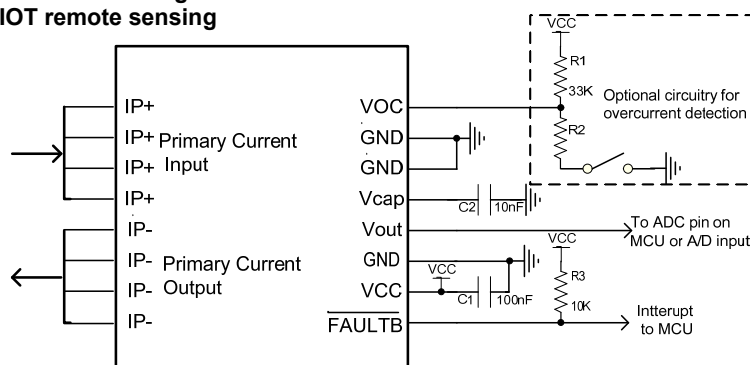 IOT remote sensing
VCC
R1
33K
Optional circuitry for
overcurrent detection
R2
IP+
IP+
IP+
IP+
Primary Current
Input
IP-
IP-
IP-
IP-
Primary Current
Output
VOC
GND
GND
Vcap
Vout
GND
VCC
FAULTB
C2
10nF
To ADC pin on
MCU or A/D input
VCC
VCC
C1
100nF
R3
10K
Intterupt
to MCU